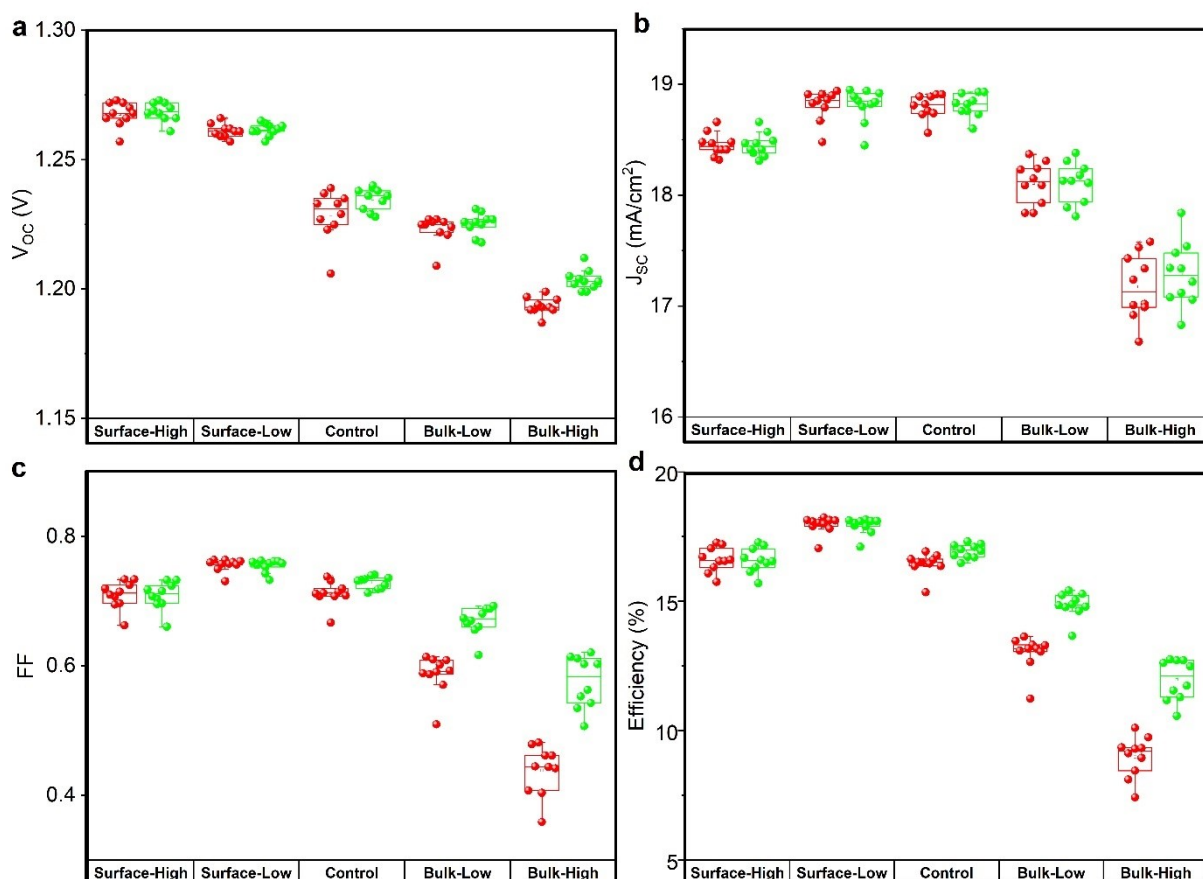 a
1.30
1.25
1.20
1.15
V_OC (V)
Surface-High Surface-Low Control Bulk-Low Bulk-High
b
19
18
17
16
J_SC (mA/cm²)
Surface-High Surface-Low Control Bulk-Low Bulk-High
c
0.8
0.6
0.4
FF
Surface-High Surface-Low Control Bulk-Low Bulk-High
d
20
15
10
5
Efficiency (%)
Surface-High Surface-Low Control Bulk-Low Bulk-High